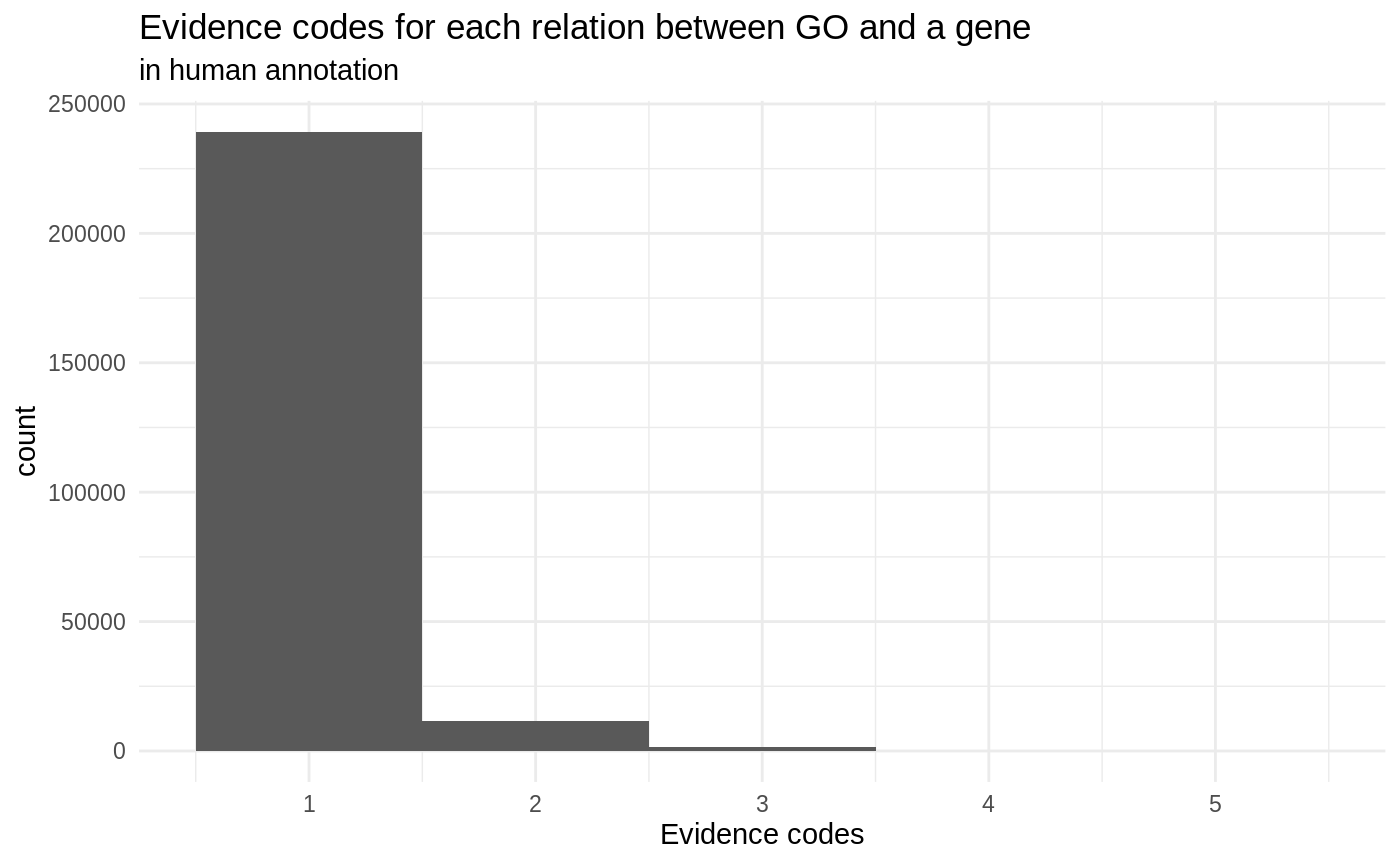 Evidence codes for each relation between GO and a gene
in human annotation
250000
200000
150000
100000
50000
0
count
1 2 3 4 5
Evidence codes